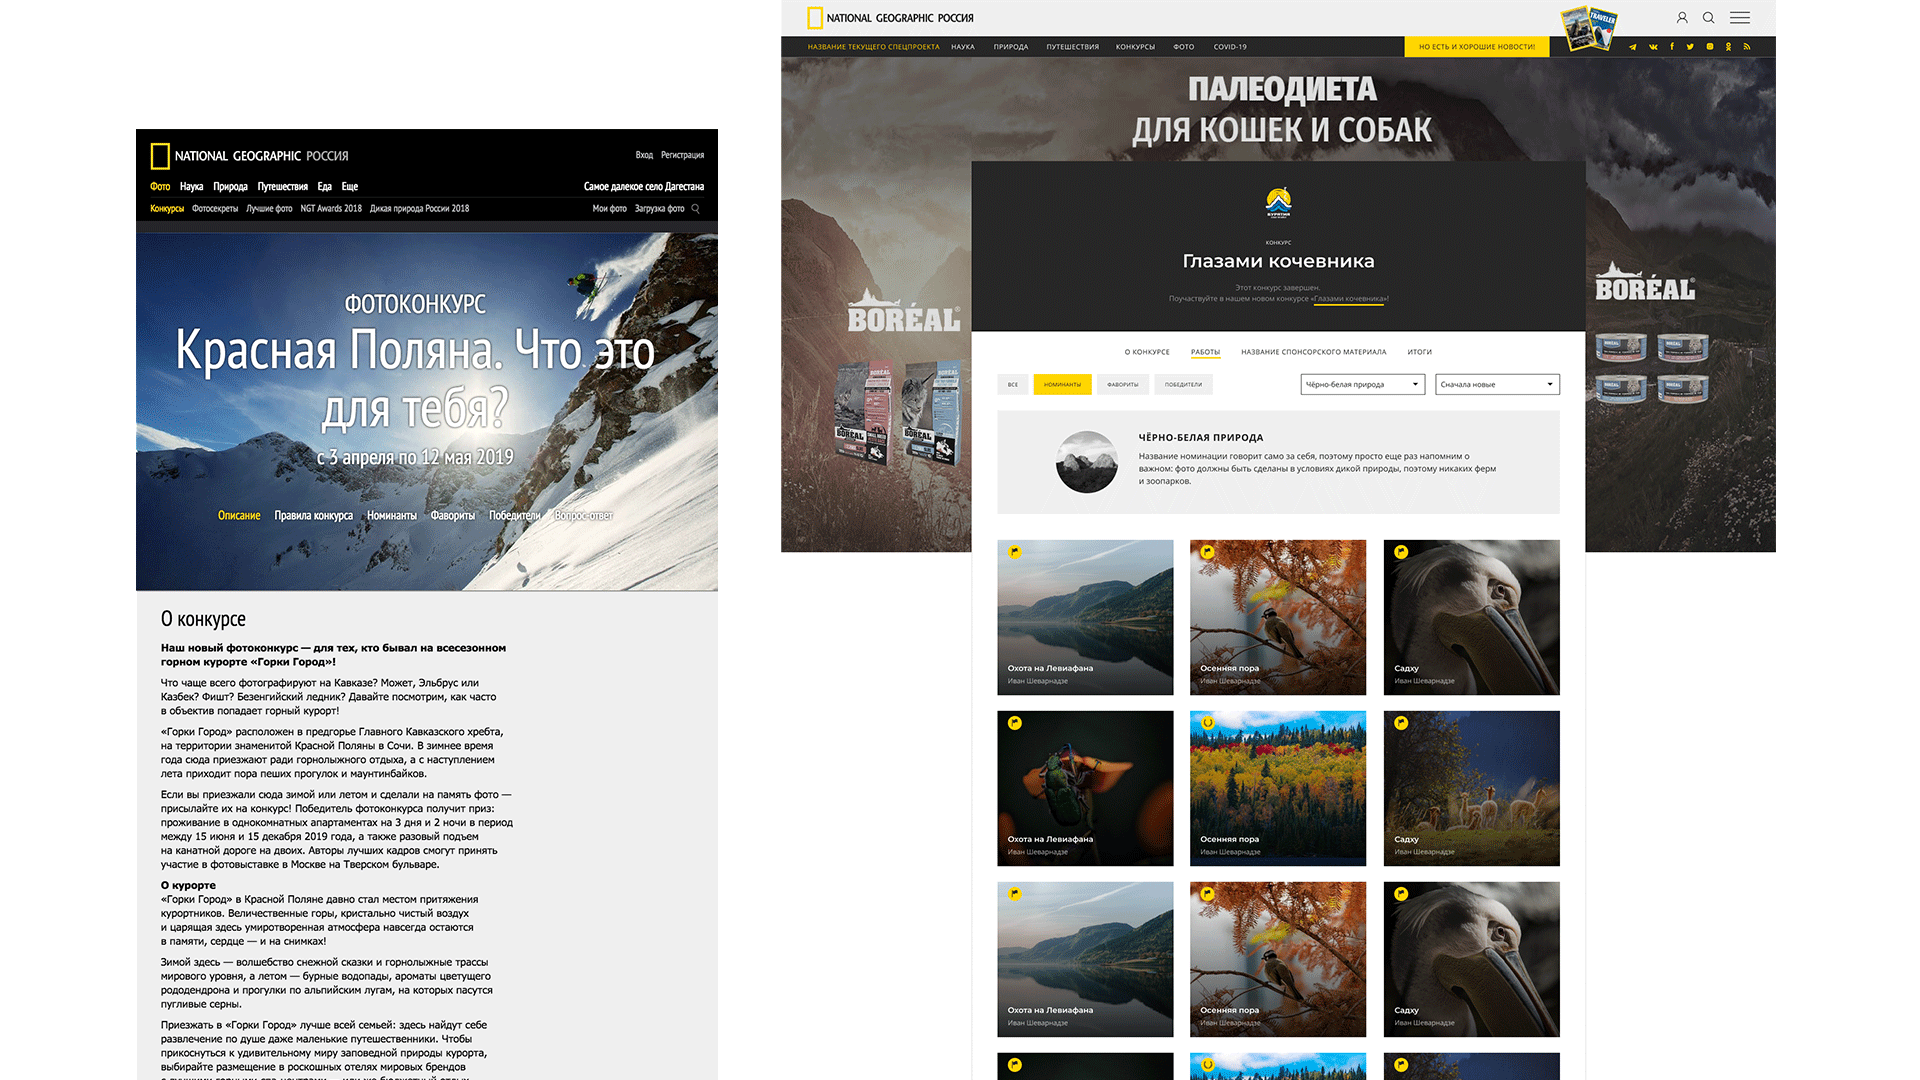 NATIONAL GEOGRAPHIC РОССИЯ
Вход Регистрация
Фото Наука Природа Путешествия Еда Еще
Самое далекое село Дагестана
Конкурсы Фотосекреты Лучшие фото NGT Awards 2018 Дикая природа России 2018
Мои фото Загрузка фото
ФОТОКОНКУРС
Красная Поляна. Что это
для тебя?
с 3 апреля по 12 мая 2019
Описание Правила конкурса Номинанты Фавориты Победители Вопрос-ответ
О конкурсе
Наш новый фотоконкурс — для тех, кто бывал на всесезонном
горном курорте «Горки Город»!
Что чаще всего фотографируют на Кавказе? Может, Эльбрус или
Казбек? Фишт? Безенгийский ледник? Давайте посмотрим, как часто
в объектив попадает горный курорт!
«Горки Город» расположен в предгорье Главного Кавказского хребта,
на территории знаменитой Красной Поляны в Сочи. В зимнее время
года сюда приезжают ради горнолыжного отдыха, а с наступлением
лета приходит пора пеших прогулок и маунтинбайков.
Если вы приезжали сюда зимой или летом и сделали на память фото —
присылайте их на конкурс! Победитель фотоконкурса получит приз:
проживание в однокомнатных апартаментах на 3 дня и 2 ночи в период
между 15 июня и 15 декабря 2019 года, а также разовый подъем
на канатной дороге на двоих. Авторы лучших кадров смогут принять
участие в фотовыставке в Москве на Тверском бульваре.
О курорте
«Горки Город» в Красной Поляне давно стал местом притяжения
курортников. Величественные горы, кристально чистый воздух
и царящая здесь умиротворенная атмосфера навсегда остаются
в памяти, сердце — и на снимках!
Зимой здесь — волшебство снежной сказки и горнолыжные трассы
мирового уровня, а летом — бурные водопады, ароматы цветущего
рододендрона и прогулки по альпийским лугам, на которых пасутся
пугливые серны.
Приезжать в «Горки Город» лучше всей семьей: здесь найдут себе
развлечение по душе даже маленькие путешественники. Чтобы
прикоснуться к удивительному миру заповедной природы курорта,
выбирайте размещение в роскошных отелях мировых брендов
NATIONAL GEOGRAPHIC РОССИЯ
TRAVELER
НАЗВАНИЕ ТЕКУЩЕГО СПЕЦПРОЕКТА НАУКА ПРИРОДА ПУТЕШЕСТВИЯ КОНКУРСЫ ФОТО COVID-19
НО ЕСТЬ И ХОРОШИЕ НОВОСТИ!
ПАЛЕОДИЕТА
ДЛЯ КОШЕК И СОБАК
BORÉAL®
BORÉAL®
BORÉAL
BORÉAL
БУРЯТИЯ
КОНКУРС
Глазами кочевника
Этот конкурс завершен.
Поучаствуйте в нашем новом конкурсе «Глазами кочевника»!
О КОНКУРСЕ РАБОТЫ НАЗВАНИЕ СПОНСОРСКОГО МАТЕРИАЛА ИТОГИ
ВСЕ НОМИНАНТЫ ФАВОРИТЫ ПОБЕДИТЕЛИ
Чёрно-белая природа
Сначала новые
ЧЁРНО-БЕЛАЯ ПРИРОДА
Название номинации говорит само за себя, поэтому просто еще раз напомним о
важном: фото должны быть сделаны в условиях дикой природы, поэтому никаких ферм
и зоопарков.
Охота на Левиафана
Иван Шеварнадзе
Осенняя пора
Иван Шеварнадзе
Садху
Иван Шеварнадзе
Охота на Левиафана
Иван Шеварнадзе
Осенняя пора
Иван Шеварнадзе
Садху
Иван Шеварнадзе
Охота на Левиафана
Иван Шеварнадзе
Осенняя пора
Иван Шеварнадзе
Садху
Иван Шеварнадзе